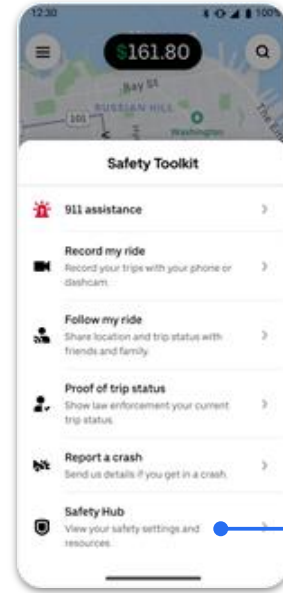 12:30
100%
$161.80
Bay St
RUSSIAN HILL
101
Washington
Safety Toolkit
911 assistance
Record my ride
Record your trips with your phone or
dashcam.
Follow my ride
Share location and trip status with
friends and family.
Proof of trip status
Show law enforcement your current
trip status.
Report a crash
Send us details if you get in a crash.
Safety Hub
View your safety settings and
resources.